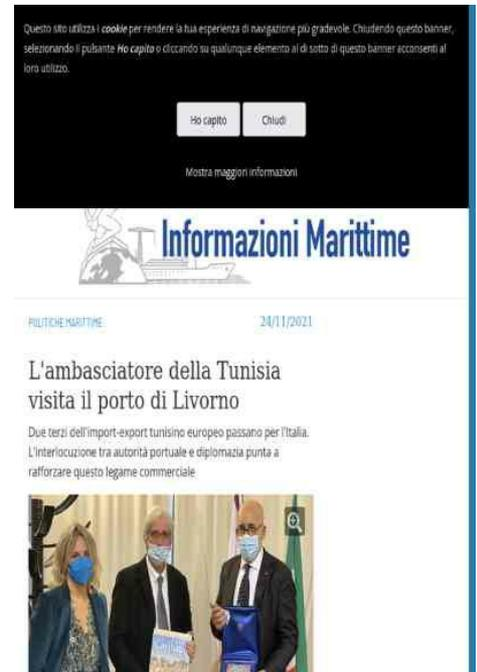 Questo sito utilizza i cookie per rendere la tua esperienza di navigazione più gradevole. Chiudendo questo banner,
selezionando il pulsante Ho capito o cliccando su qualunque elemento al di sotto di questo banner acconsenti al
loro utilizzo.
Ho capito
Chiudi
Mostra maggiori informazioni
Informazioni Marittime
POLITICHE MARITTIME
24/11/2021
L'ambasciatore della Tunisia
visita il porto di Livorno
Due terzi dell'import-export tunisino europeo passano per l'Italia.
L'interlocuzione tra autorità portuale e diplomazia punta a
rafforzare questo legame commerciale